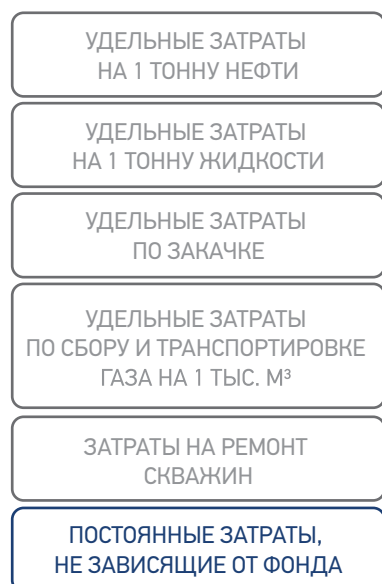 УДЕЛЬНЫЕ ЗАТРАТЫ
НА 1 ТОННУ НЕФТИ
УДЕЛЬНЫЕ ЗАТРАТЫ
НА 1 ТОННУ ЖИДКОСТИ
УДЕЛЬНЫЕ ЗАТРАТЫ
ПО ЗАКАЧКЕ
УДЕЛЬНЫЕ ЗАТРАТЫ
ПО СБОРУ И ТРАНСПОРТИРОВКЕ
ГАЗА НА 1 ТЫС. М³
ЗАТРАТЫ НА РЕМОНТ
СКВАЖИН
ПОСТОЯННЫЕ ЗАТРАТЫ,
НЕ ЗАВИСЯЩИЕ ОТ ФОНДА